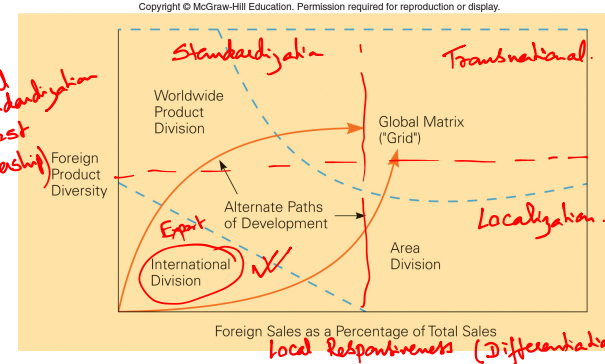 Copyright © McGraw-Hill Education. Permission required for reproduction or display.
Standardization
Transnational.
Worldwide
Product
Division
Global Matrix
("Grid")
Foreign
Product
Diversity
Alternate Paths
of Development
Export
International
Division
Localization.
Area
Division
Foreign Sales as a Percentage of Total Sales
Local Responsiveness (Differentiatio